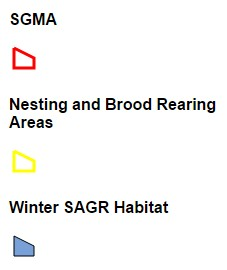 SGMA
Nesting and Brood Rearing
Areas
Winter SAGR Habitat